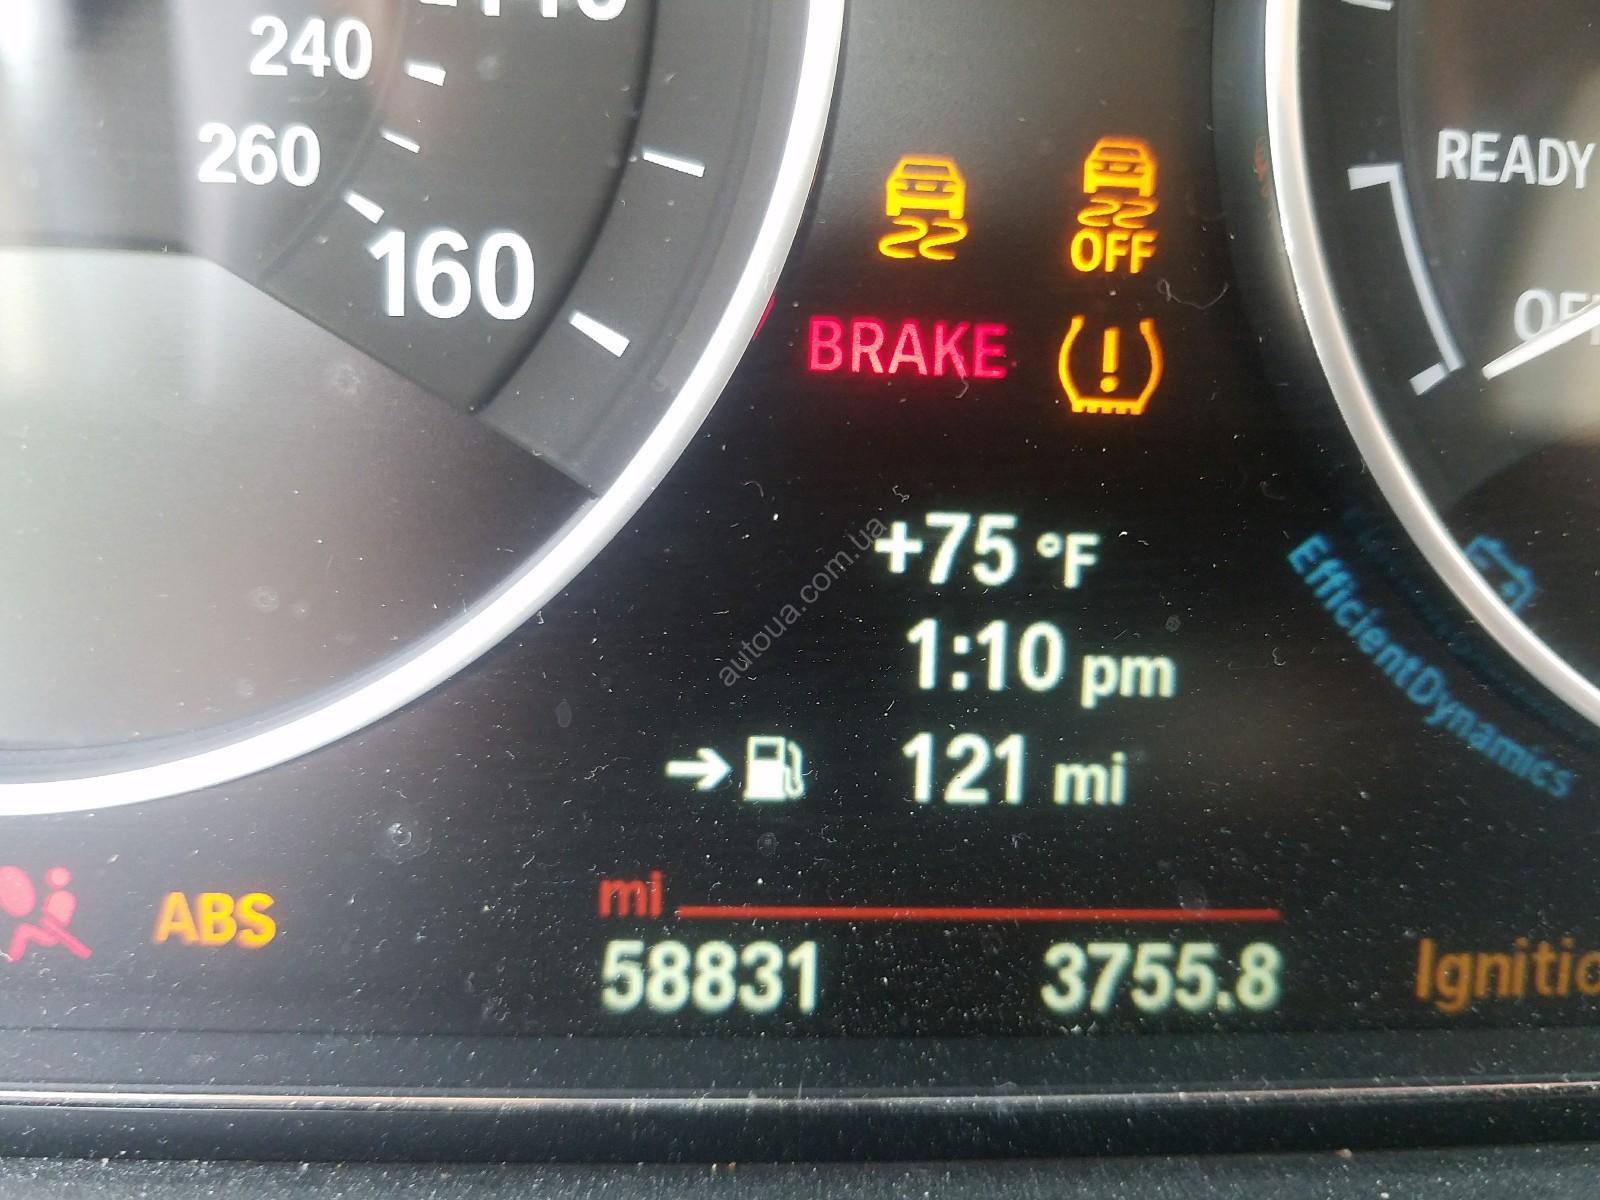 240
260
160
READY
OFF
BRAKE
+75 °F
1:10 pm
121 mi
EfficientDynamics
ABS
mi
58831 3755.8
autoua.com.ua